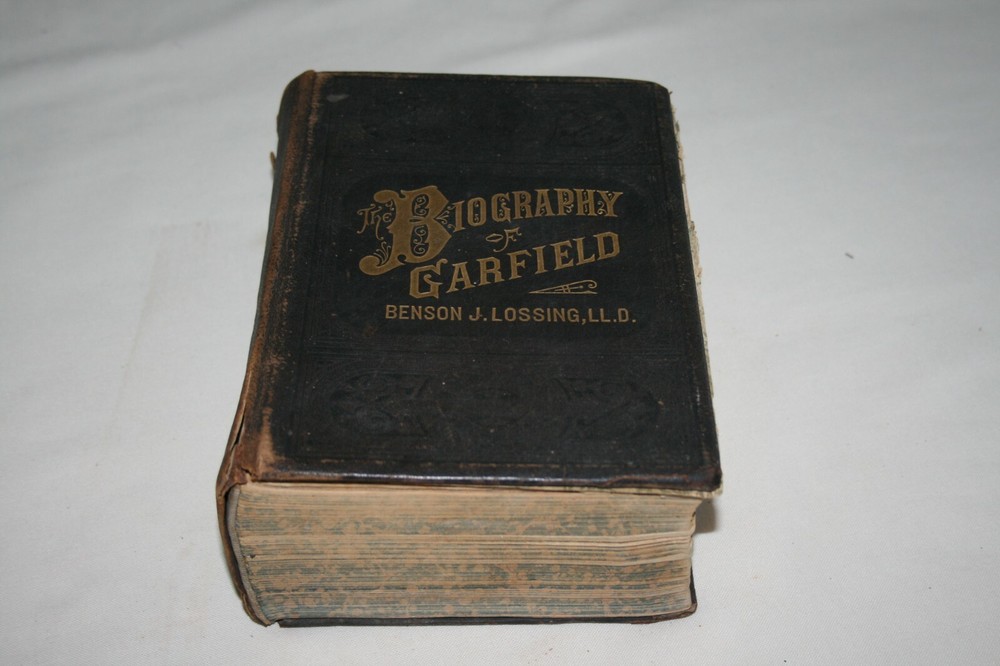 The BIOGRAPHY
OF
GARFIELD
BENSON J. LOSSING, LL.D.